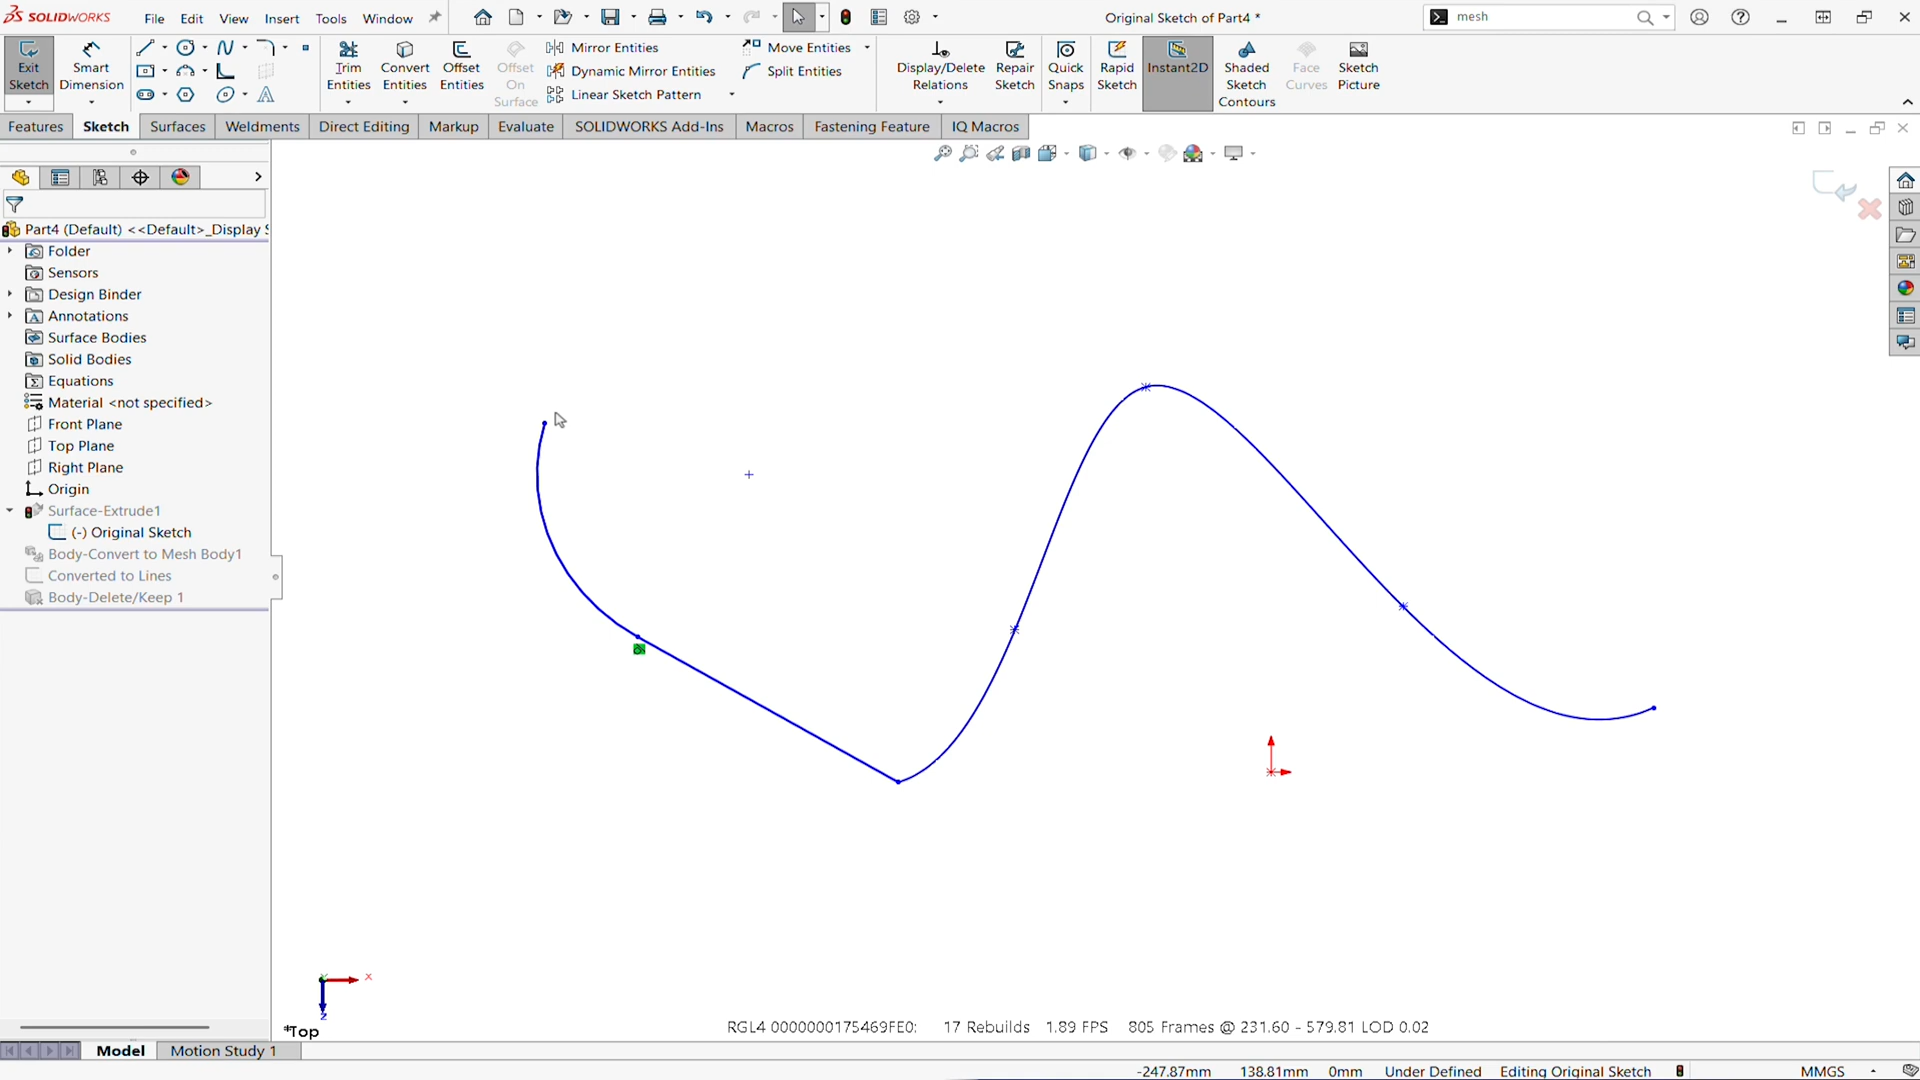 SOLIDWORKS File Edit View Insert Tools Window Original Sketch of Part4 * mesh
Exit Sketch
Smart Dimension
Trim Entities
Convert Entities
Offset Entities
Offset On Surface
Mirror Entities
Dynamic Mirror Entities
Linear Sketch Pattern
Move Entities
Split Entities
Display/Delete Relations
Repair Sketch
Quick Snaps
Rapid Sketch
Instant2D
Shaded Sketch Contours
Face Curves
Sketch Picture
Features Sketch Surfaces Weldments Direct Editing Markup Evaluate SOLIDWORKS Add-Ins Macros Fastening Feature IQ Macros
Part4 (Default) <<Default>_Display
Folder
Sensors
Design Binder
Annotations
Surface Bodies
Solid Bodies
Equations
Material <not specified>
Front Plane
Top Plane
Right Plane
Origin
Surface-Extrude1
(-) Original Sketch
Body-Convert to Mesh Body1
Converted to Lines
Body-Delete/Keep 1
X
Z
*Top
RGL4 0000000175469FE0: 17 Rebuilds 1.89 FPS 805 Frames @ 231.60 - 579.81 LOD 0.02
Model Motion Study 1
-247.87mm 138.81mm 0mm Under Defined Editing Original Sketch MMGS